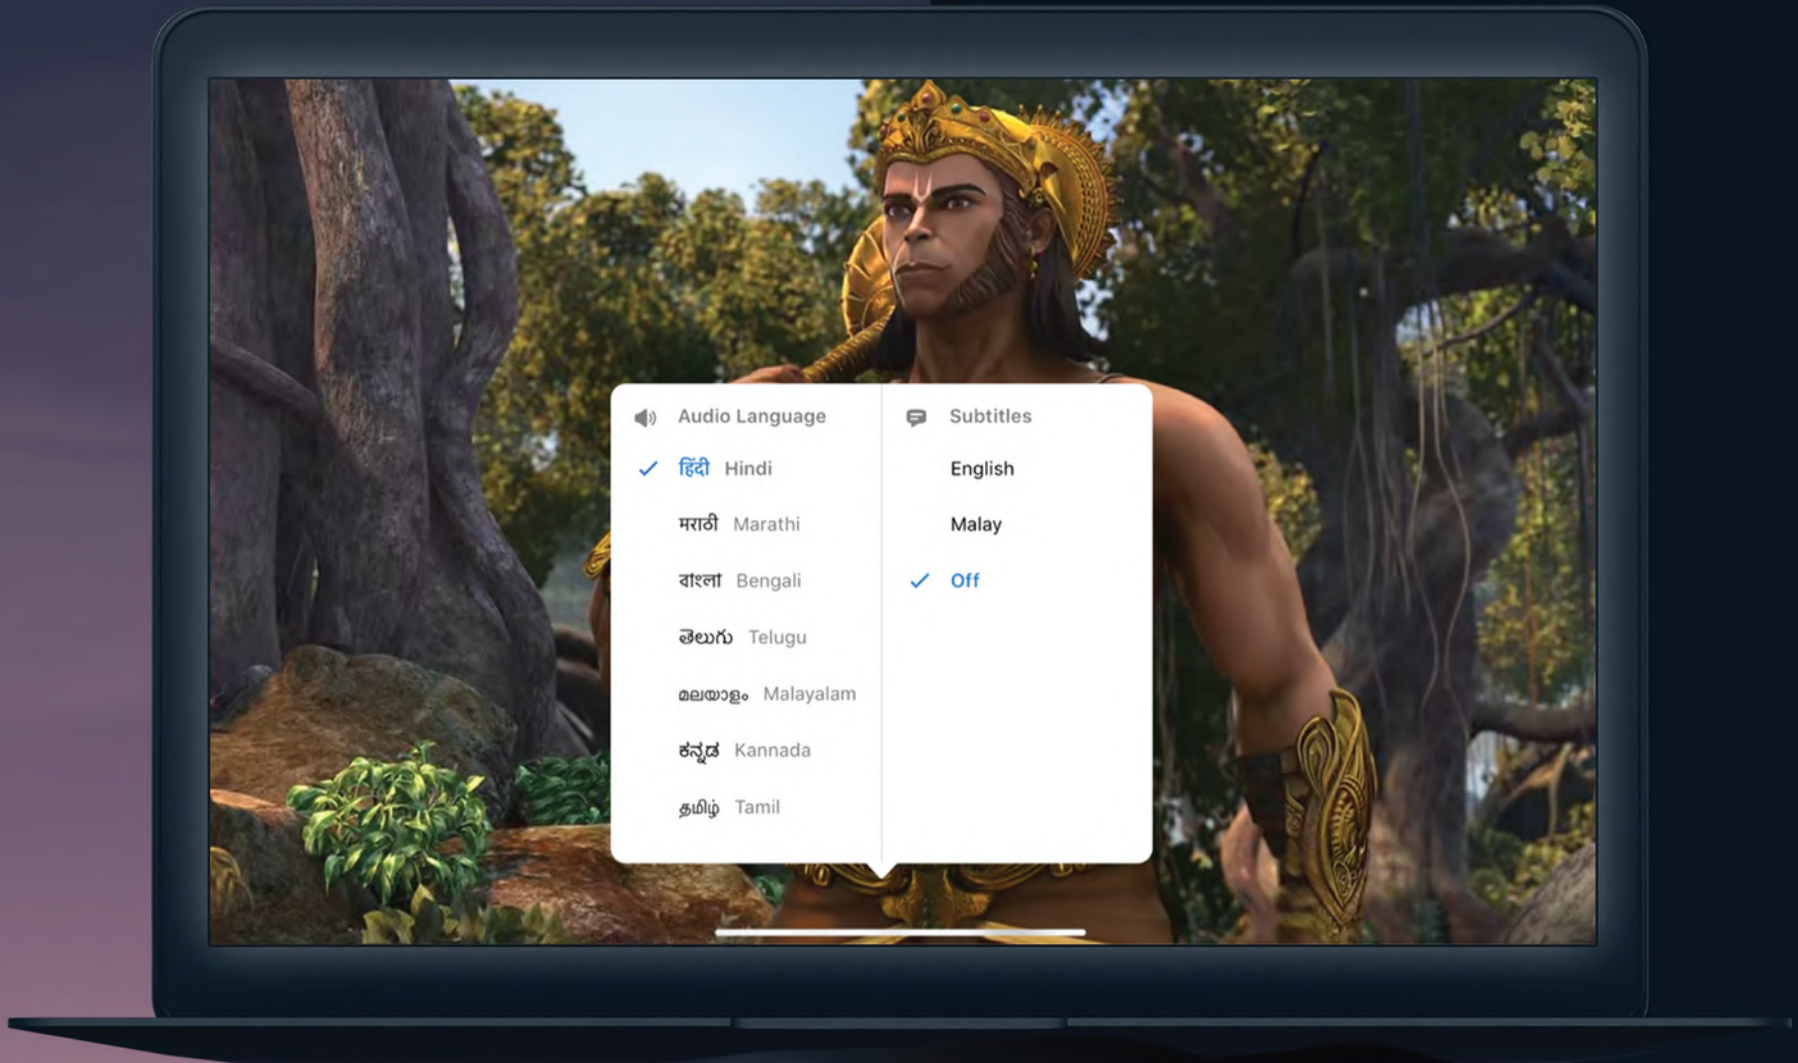 Audio Language
हिंदी Hindi
मराठी Marathi
বাংলা Bengali
తెలుగు Telugu
മലയാളം Malayalam
ಕನ್ನಡ Kannada
தமிழ் Tamil
Subtitles
English
Malay
Off